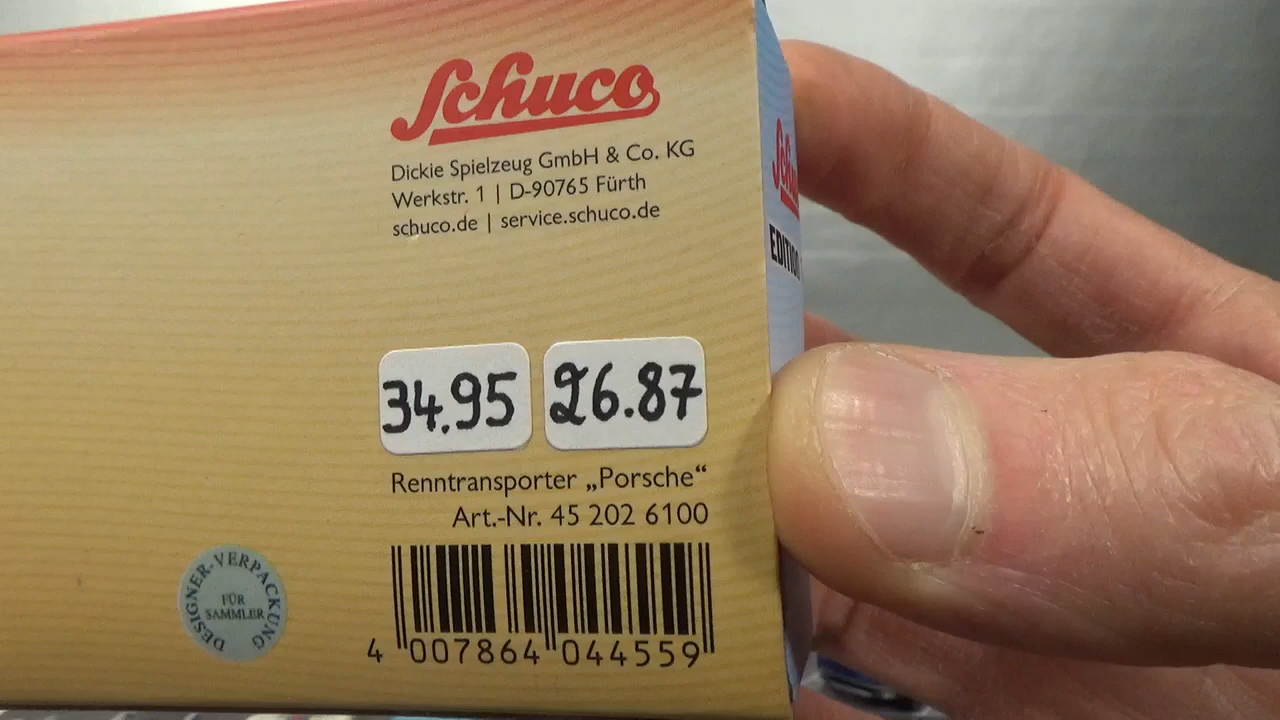 Schuco
Dickie Spielzeug GmbH & Co. KG
Werkstr. 1 | D-90765 Fürth
schuco.de | service.schuco.de
34.95 26.87
Renntransporter „Porsche“
Art.-Nr. 45 202 6100
4 007864 044559
DESIGNER-VERPACKUNG
FÜR
SAMMLER
EDITION